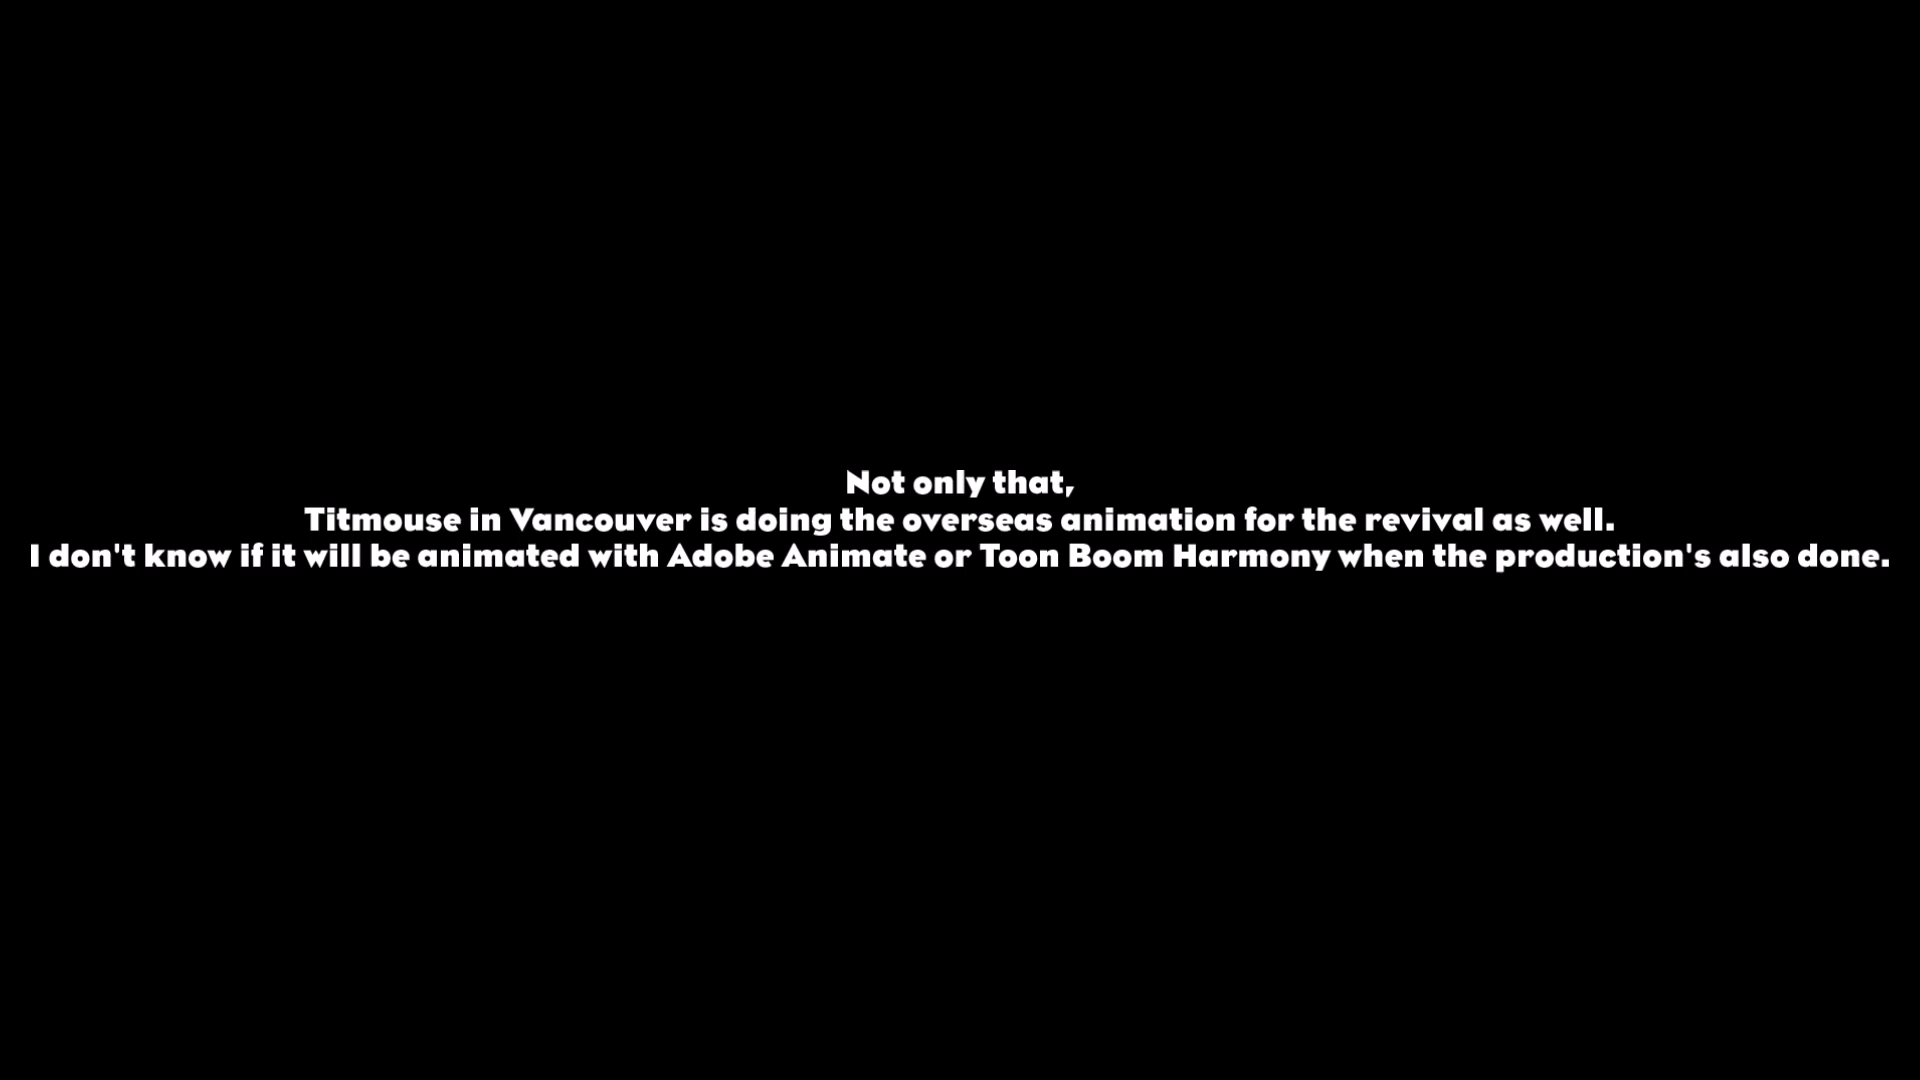 Not only that,
Titmouse in Vancouver is doing the overseas animation for the revival as well.
I don't know if it will be animated with Adobe Animate or Toon Boom Harmony when the production's also done.